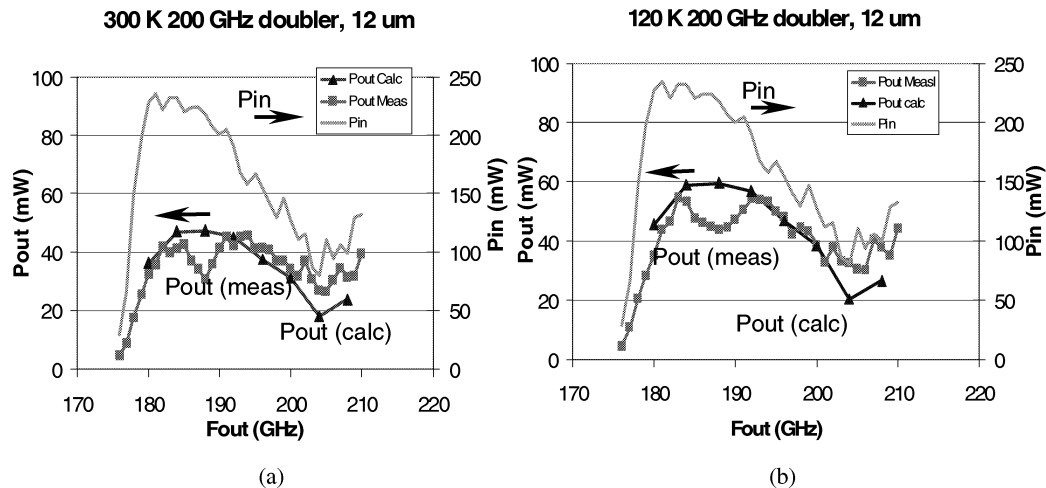 300 K 200 GHz doubler, 12 um
100
80
60
40
20
0
Pout (mW)
250
200
150
100
50
0
Pin (mW)
Pout Calc
Pout Meas
Pin
Pin
Pout (meas)
Pout (calc)
170 180 190 200 210 220
Fout (GHz)
(a)
120 K 200 GHz doubler, 12 um
100
80
60
40
20
0
Pout (mW)
250
200
150
100
50
0
Pin (mW)
Pout Measl
Pout calc
Pin
Pin
Pout (meas)
Pout (calc)
170 180 190 200 210 220
Fout (GHz)
(b)